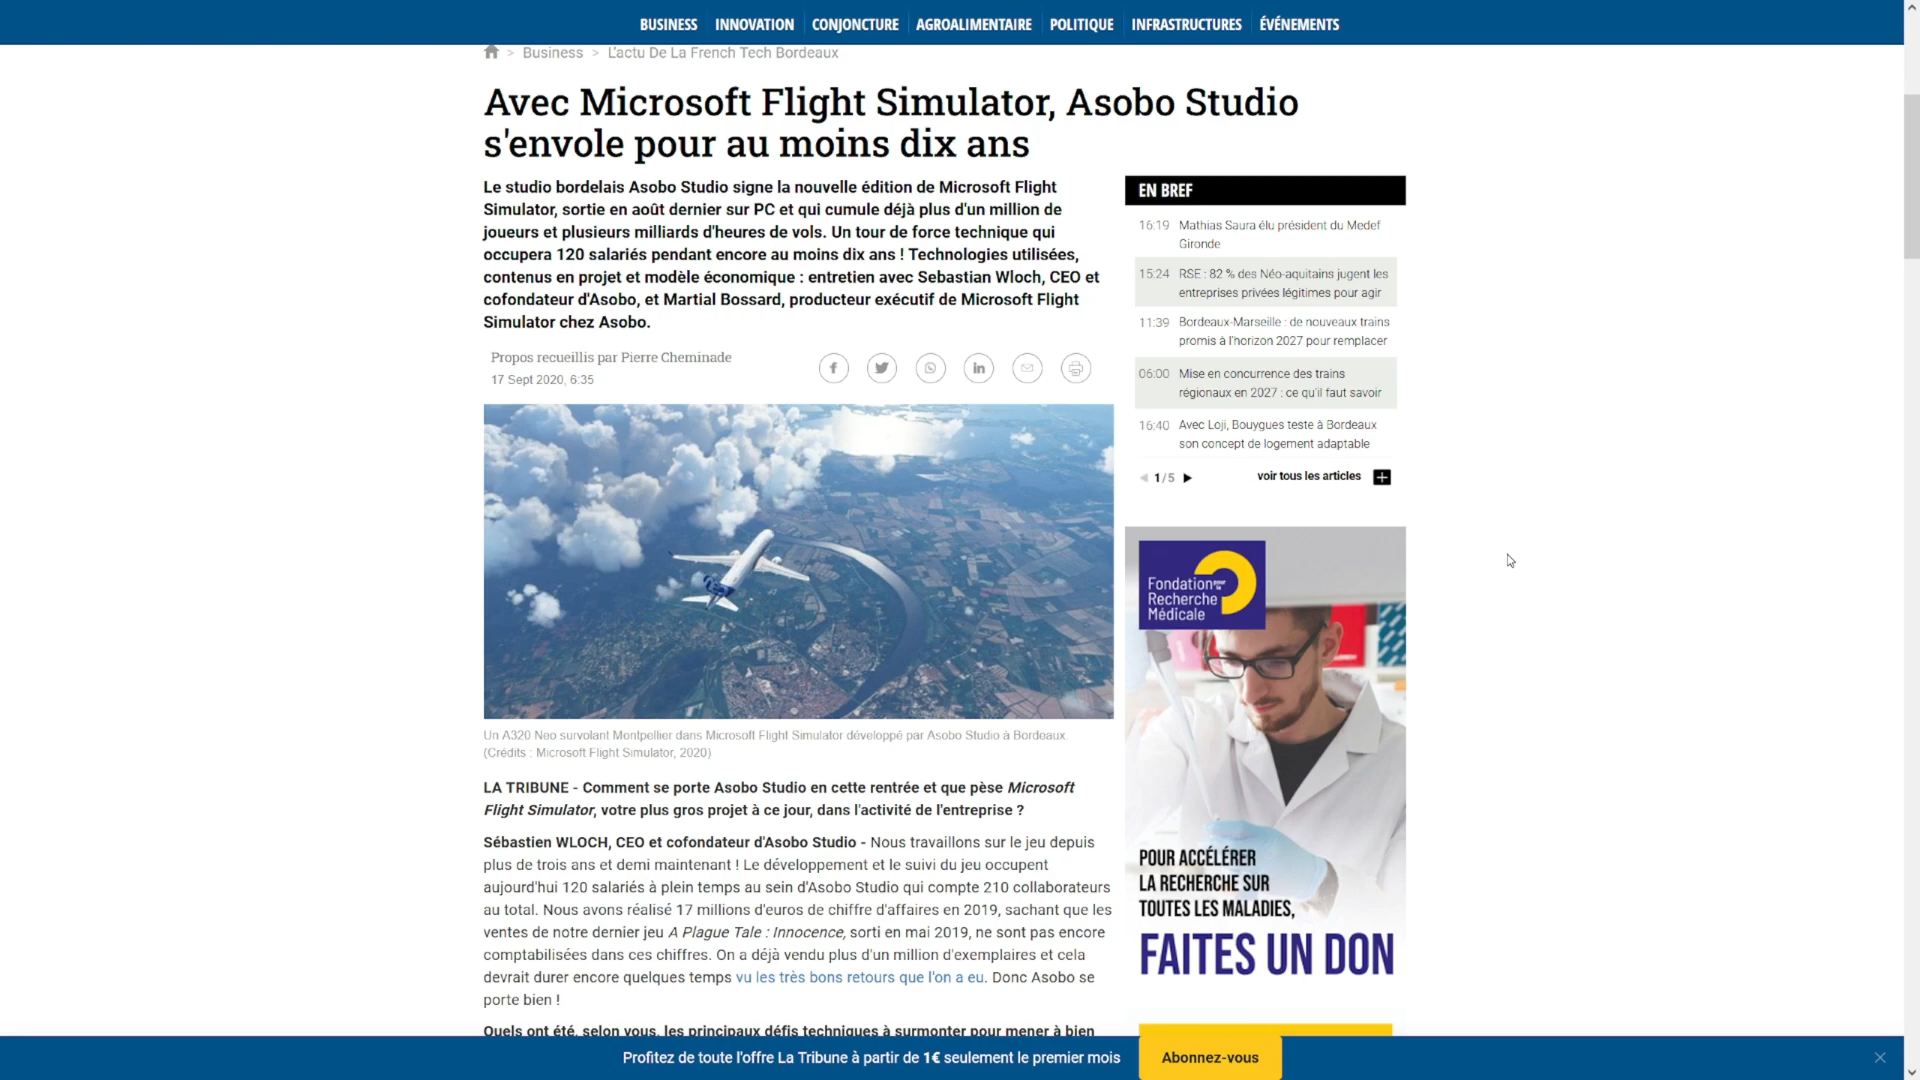 BUSINESS INNOVATION CONJONCTURE AGROALIMENTAIRE POLITIQUE INFRASTRUCTURES ÉVÉNEMENTS
> Business > L'actu De La French Tech Bordeaux
Avec Microsoft Flight Simulator, Asobo Studio
s'envole pour au moins dix ans
Le studio bordelais Asobo Studio signe la nouvelle édition de Microsoft Flight
Simulator, sortie en août dernier sur PC et qui cumule déjà plus d'un million de
joueurs et plusieurs milliards d'heures de vols. Un tour de force technique qui
occupera 120 salariés pendant encore au moins dix ans ! Technologies utilisées,
contenus en projet et modèle économique : entretien avec Sebastian Wloch, CEO et
cofondateur d'Asobo, et Martial Bossard, producteur exécutif de Microsoft Flight
Simulator chez Asobo.
Propos recueillis par Pierre Cheminade
17 Sept 2020, 6:35
Un A320 Neo survolant Montpellier dans Microsoft Flight Simulator développé par Asobo Studio à Bordeaux.
(Crédits : Microsoft Flight Simulator, 2020)
LA TRIBUNE - Comment se porte Asobo Studio en cette rentrée et que pèse Microsoft
Flight Simulator, votre plus gros projet à ce jour, dans l'activité de l'entreprise ?
Sébastien WLOCH, CEO et cofondateur d'Asobo Studio - Nous travaillons sur le jeu depuis
plus de trois ans et demi maintenant ! Le développement et le suivi du jeu occupent
aujourd'hui 120 salariés à plein temps au sein d'Asobo Studio qui compte 210 collaborateurs
au total. Nous avons réalisé 17 millions d'euros de chiffre d'affaires en 2019, sachant que les
ventes de notre dernier jeu A Plague Tale : Innocence, sorti en mai 2019, ne sont pas encore
comptabilisées dans ces chiffres. On a déjà vendu plus d'un million d'exemplaires et cela
devrait durer encore quelques temps vu les très bons retours que l'on a eu. Donc Asobo se
porte bien !
Quels ont été, selon vous, les principaux défis techniques à surmonter pour mener à bien
EN BREF
16:19 Mathias Saura élu président du Medef
Gironde
15:24 RSE : 82 % des Néo-aquitains jugent les
entreprises privées légitimes pour agir
11:39 Bordeaux-Marseille : de nouveaux trains
promis à l'horizon 2027 pour remplacer
06:00 Mise en concurrence des trains
régionaux en 2027 : ce qu'il faut savoir
16:40 Avec Loji, Bouygues teste à Bordeaux
son concept de logement adaptable
1/5 voir tous les articles
Fondation pour la
Recherche
Médicale
POUR ACCÉLÉRER
LA RECHERCHE SUR
TOUTES LES MALADIES,
FAITES UN DON
Profitez de toute l'offre La Tribune à partir de 1€ seulement le premier mois
Abonnez-vous